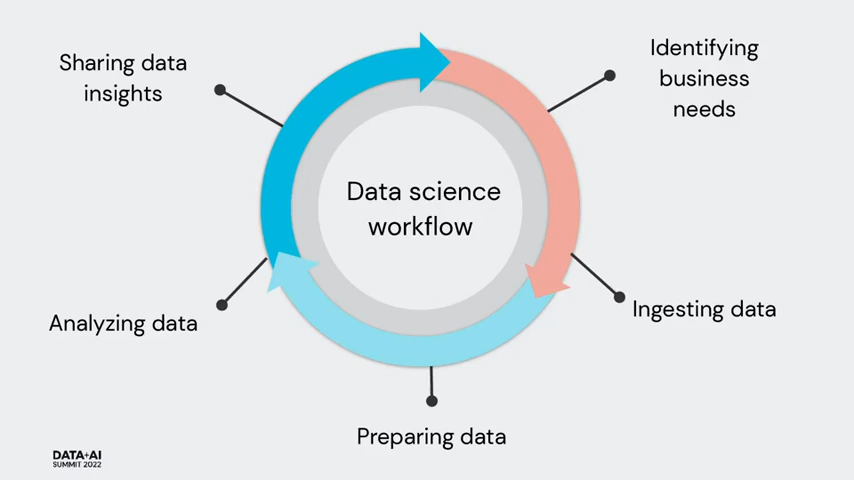 Sharing data
insights
Identifying
business
needs
Data science
workflow
Ingesting data
Analyzing data
Preparing data
DATA+AI
SUMMIT 2022